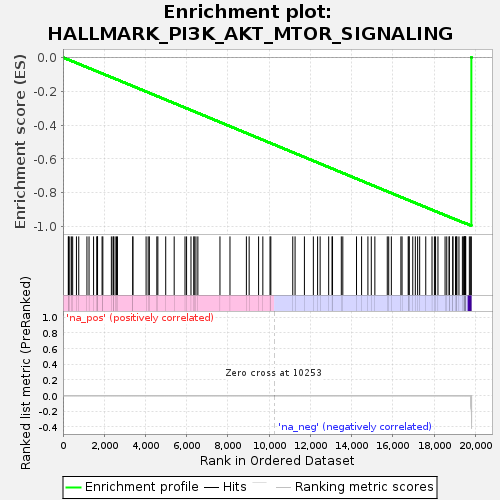 Enrichment plot:
HALLMARK_PI3K_AKT_MTOR_SIGNALING
Enrichment score (ES)
0.0
-0.2
-0.4
-0.6
-0.8
-1.0
Ranked list metric (PreRanked)
1.0
0.8
0.6
0.4
0.2
0.0
-0.2
-0.4
'na_pos' (positively correlated)
Zero cross at 10253
'na_neg' (negatively correlated)
0
2,000
4,000
6,000
8,000
10,000
12,000
14,000
16,000
18,000
20,000
Rank in Ordered Dataset
Enrichment profile
Hits
Ranking metric scores